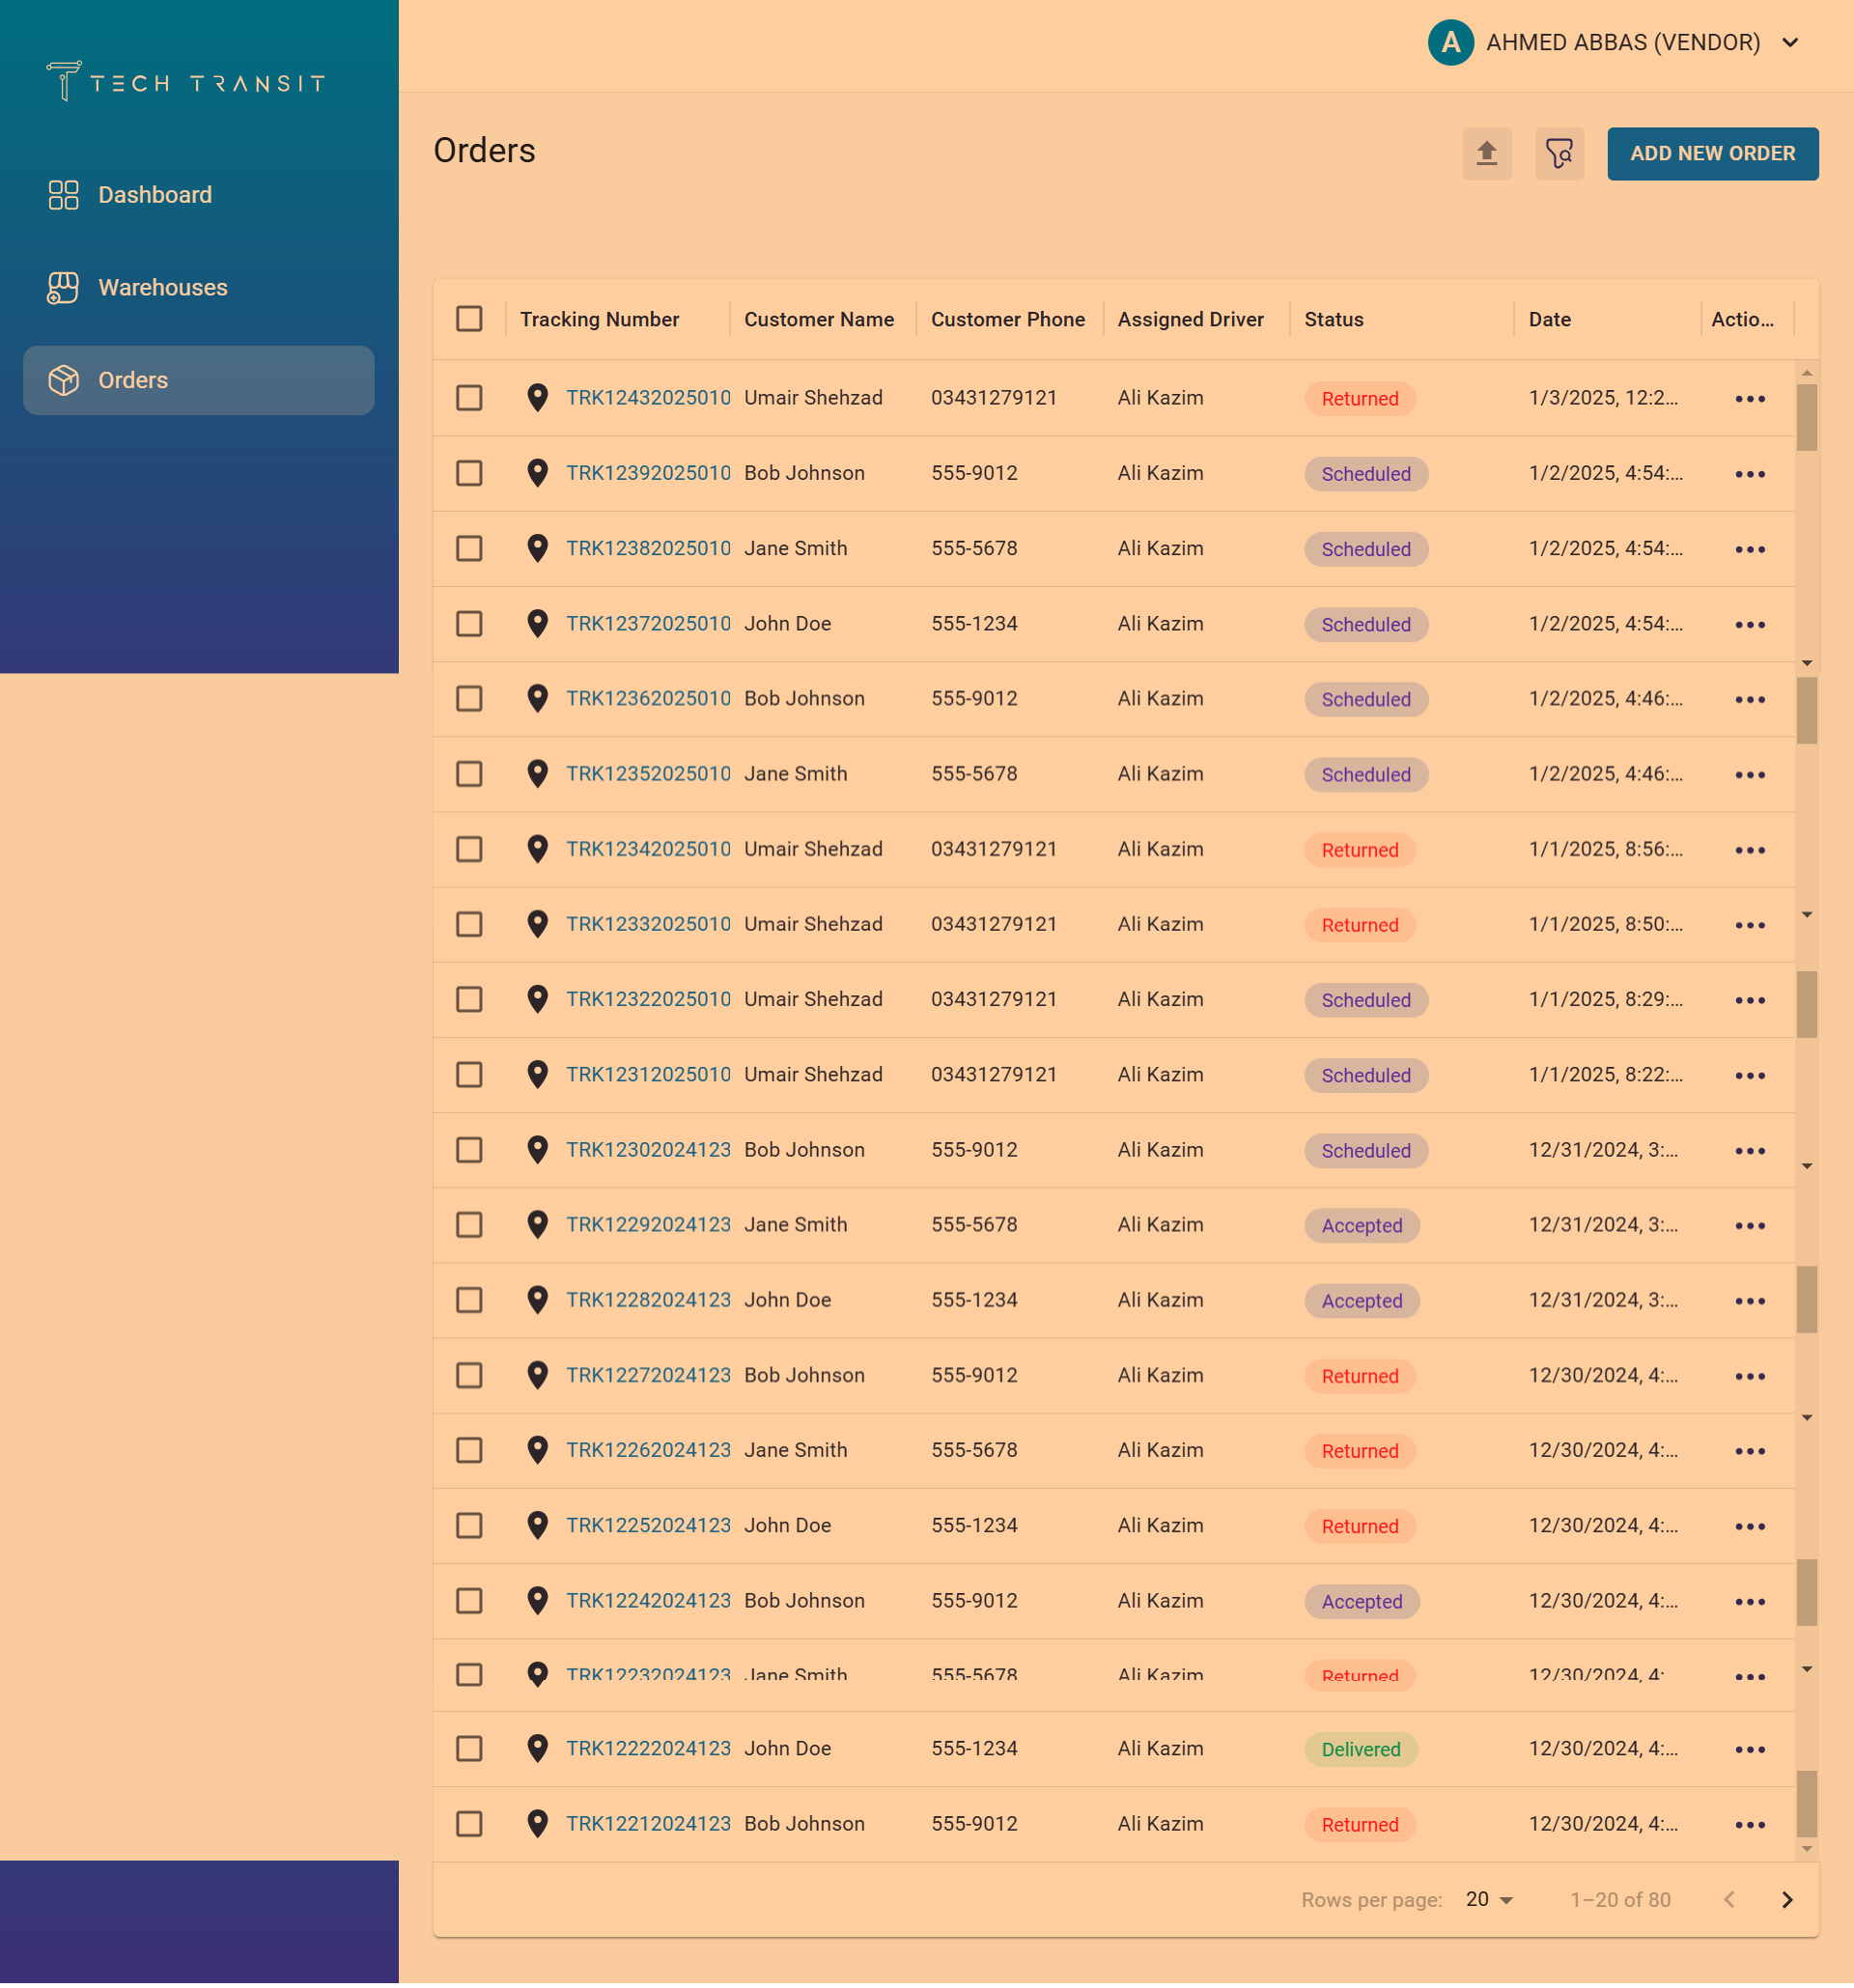 TECH TRANSIT
A AHMED ABBAS (VENDOR)
Dashboard
Warehouses
Orders
Orders
ADD NEW ORDER
Tracking Number Customer Name Customer Phone Assigned Driver Status Date Actio...
TRK12432025010 Umair Shehzad 03431279121 Ali Kazim Returned 1/3/2025, 12:2...
TRK12392025010 Bob Johnson 555-9012 Ali Kazim Scheduled 1/2/2025, 4:54:...
TRK12382025010 Jane Smith 555-5678 Ali Kazim Scheduled 1/2/2025, 4:54:...
TRK12372025010 John Doe 555-1234 Ali Kazim Scheduled 1/2/2025, 4:54:...
TRK12362025010 Bob Johnson 555-9012 Ali Kazim Scheduled 1/2/2025, 4:46:...
TRK12352025010 Jane Smith 555-5678 Ali Kazim Scheduled 1/2/2025, 4:46:...
TRK12342025010 Umair Shehzad 03431279121 Ali Kazim Returned 1/1/2025, 8:56:...
TRK12332025010 Umair Shehzad 03431279121 Ali Kazim Returned 1/1/2025, 8:50:...
TRK12322025010 Umair Shehzad 03431279121 Ali Kazim Scheduled 1/1/2025, 8:29:...
TRK12312025010 Umair Shehzad 03431279121 Ali Kazim Scheduled 1/1/2025, 8:22:...
TRK12302024123 Bob Johnson 555-9012 Ali Kazim Scheduled 12/31/2024, 3:...
TRK12292024123 Jane Smith 555-5678 Ali Kazim Accepted 12/31/2024, 3:...
TRK12282024123 John Doe 555-1234 Ali Kazim Accepted 12/31/2024, 3:...
TRK12272024123 Bob Johnson 555-9012 Ali Kazim Returned 12/30/2024, 4:...
TRK12262024123 Jane Smith 555-5678 Ali Kazim Returned 12/30/2024, 4:...
TRK12252024123 John Doe 555-1234 Ali Kazim Returned 12/30/2024, 4:...
TRK12242024123 Bob Johnson 555-9012 Ali Kazim Accepted 12/30/2024, 4:...
TRK12232024123 Jane Smith 555-5678 Ali Kazim Returned 12/30/2024, 4:
TRK12222024123 John Doe 555-1234 Ali Kazim Delivered 12/30/2024, 4:...
TRK12212024123 Bob Johnson 555-9012 Ali Kazim Returned 12/30/2024, 4:...
Rows per page: 20 1–20 of 80